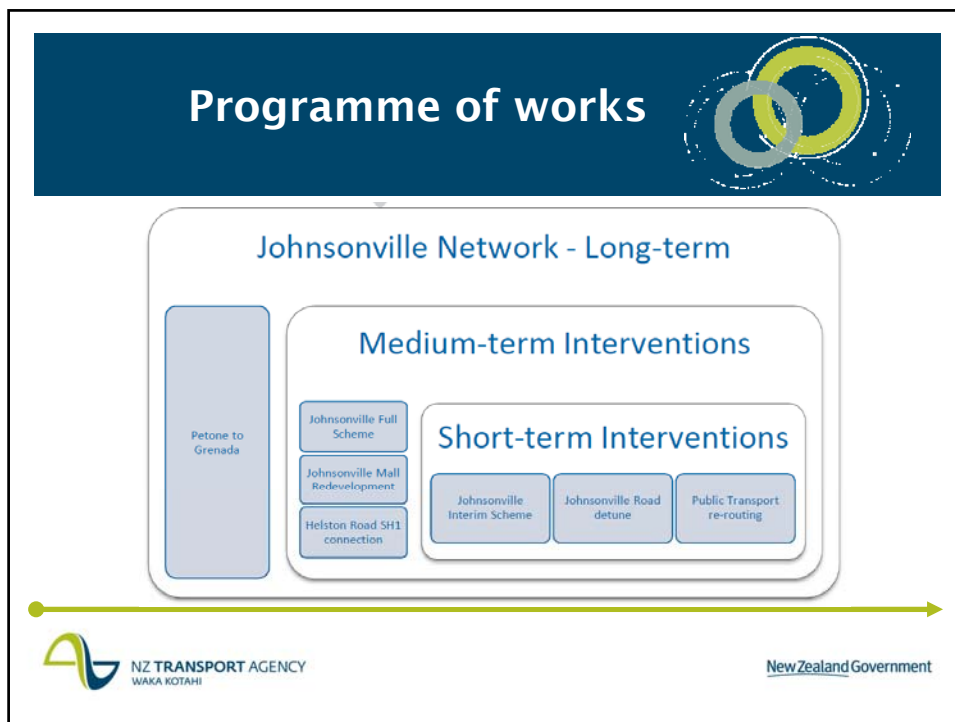 Programme of works
Johnsonville Network - Long-term
Petone to
Grenada
Medium-term Interventions
Johnsonville Full
Scheme
Johnsonville Mall
Redevelopment
Helston Road SH1
connection
Short-term Interventions
Johnsonville
Interim Scheme
Johnsonville Road
detune
Public Transport
re-routing
NZ TRANSPORT AGENCY
WAKA KOTAHI
New Zealand Government